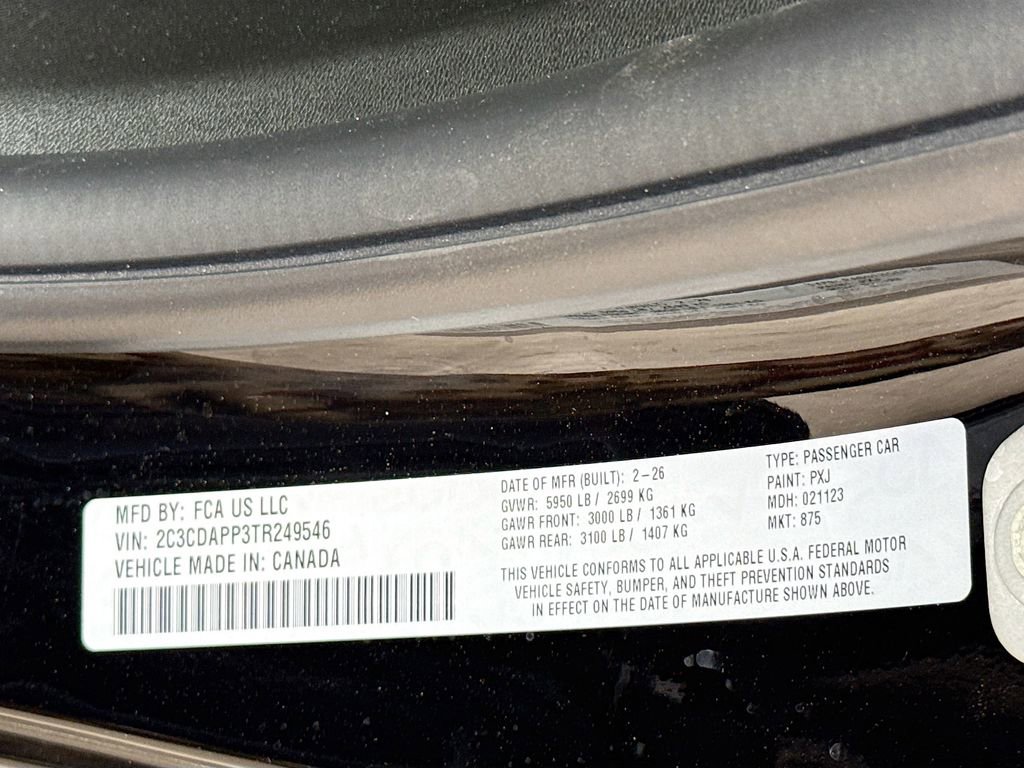 MFD BY: FCA US LLC
VIN: 2C3CDAPP3TR249546
VEHICLE MADE IN: CANADA
DATE OF MFR (BUILT): 2-26
GVWR: 5950 LB / 2699 KG
GAWR FRONT: 3000 LB / 1361 KG
GAWR REAR: 3100 LB / 1407 KG
TYPE: PASSENGER CAR
PAINT: PXJ
MDH: 021123
MKT: 875
THIS VEHICLE CONFORMS TO ALL APPLICABLE U.S.A. FEDERAL MOTOR
VEHICLE SAFETY, BUMPER, AND THEFT PREVENTION STANDARDS
IN EFFECT ON THE DATE OF MANUFACTURE SHOWN ABOVE.